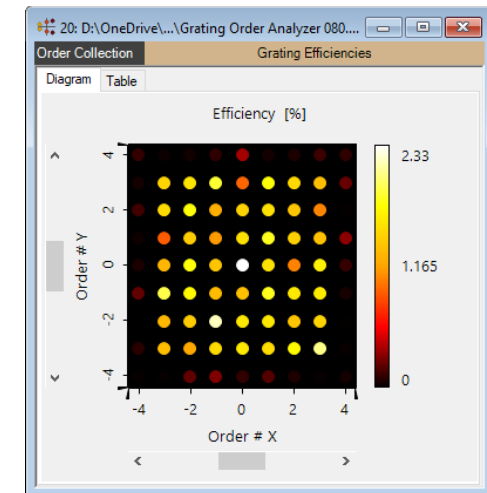 20: D:\OneDrive\...\Grating Order Analyzer 080....
Order Collection Grating Efficiencies
Diagram Table
Efficiency [%]
4
2
0
-2
-4
Order # Y
2.33
1.165
0
-4 -2 0 2 4
Order # X